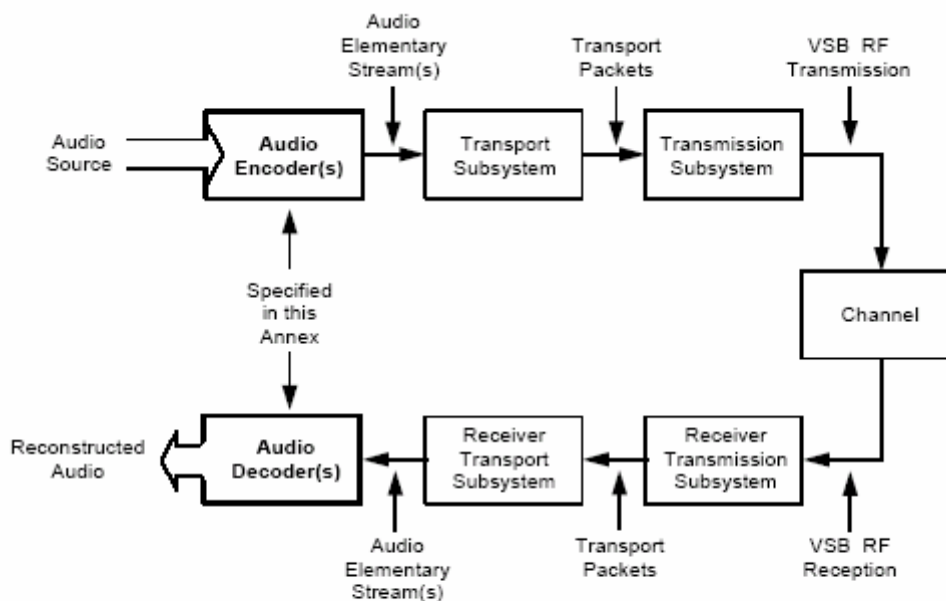 Audio
Elementary
Stream(s)
Transport
Packets
VSB RF
Transmission
Audio
Source
Audio
Encoder(s)
Transport
Subsystem
Transmission
Subsystem
Specified
in this
Annex
Channel
Reconstructed
Audio
Audio
Decoder(s)
Receiver
Transport
Subsystem
Receiver
Transmission
Subsystem
Audio
Elementary
Stream(s)
Transport
Packets
VSB RF
Reception